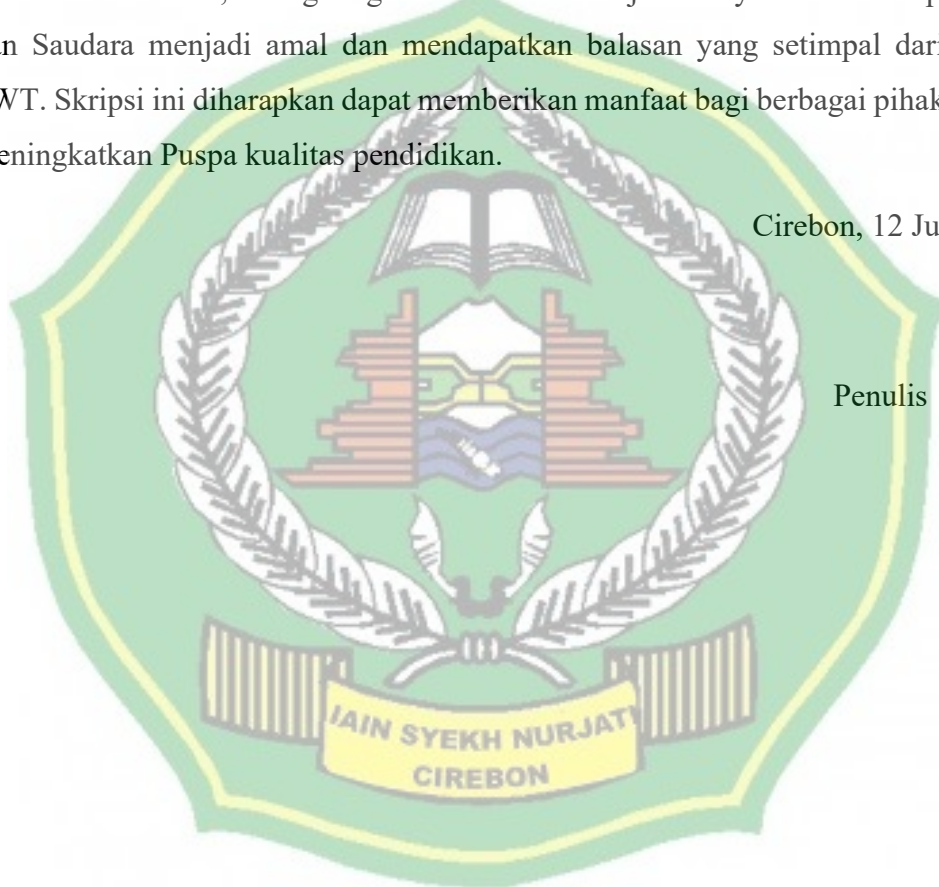 an Saudara menjadi amal dan mendapatkan balasan yang setimpal dari
WT. Skripsi ini diharapkan dapat memberikan manfaat bagi berbagai pihak
eningkatkan Puspa kualitas pendidikan.
Cirebon, 12 Ju
Penulis
IAIN SYEKH NURJATI
CIREBON